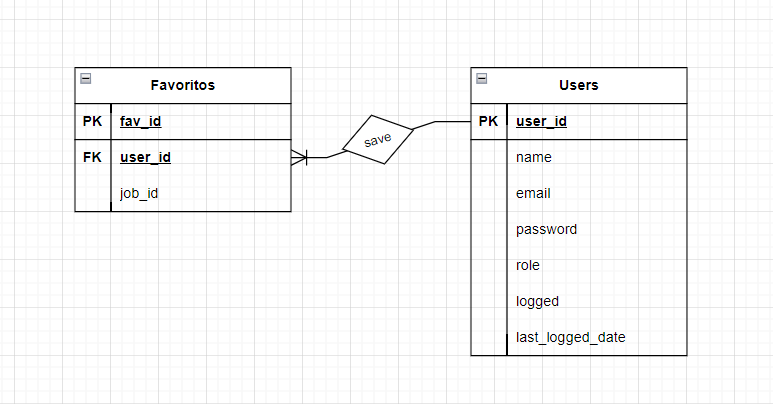 Favoritos
PK fav_id
FK user_id
job_id
save
Users
PK user_id
name
email
password
role
logged
last_logged_date